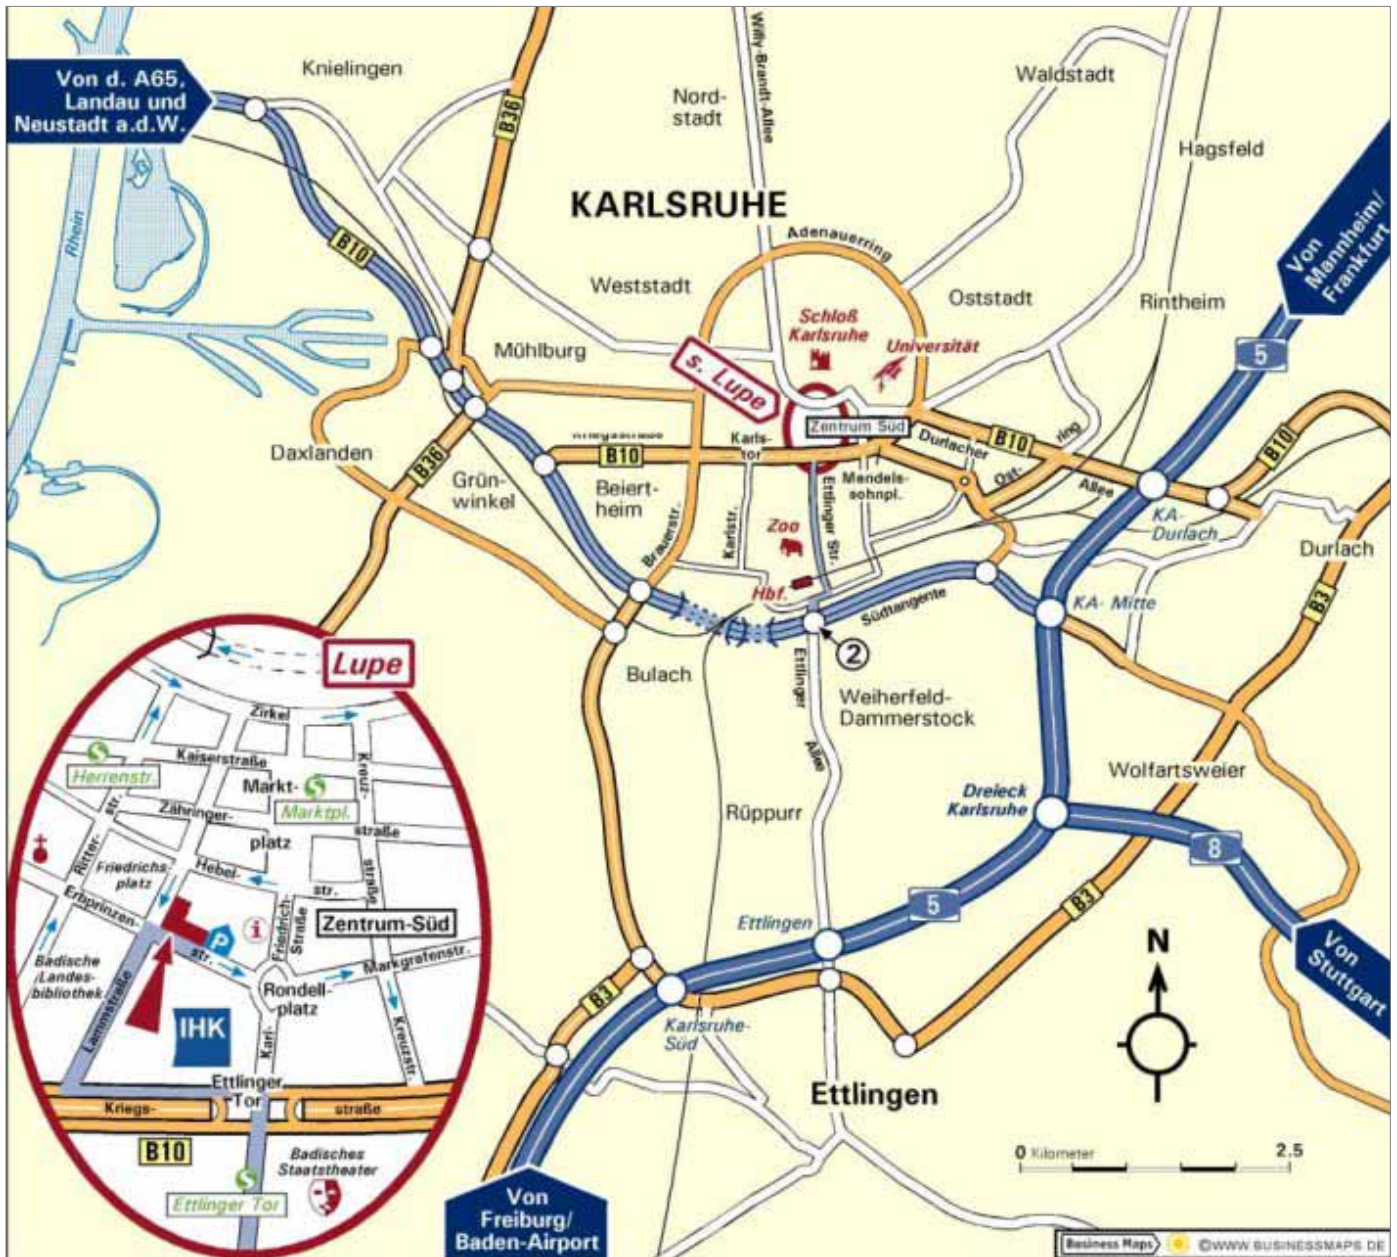 Von d. A65,
Landau und
Neustadt a.d.W.
Knielingen
B36
Nord-
stadt
Willy-Brandt-Allee
Waldstadt
Hagsfeld
Von
Mannheim/
Frankfurt
Rhein
B10
KARLSRUHE
Adenauerring
Weststadt
Oststadt
Rintheim
Schloß
Karlsruhe
Universität
5
Mühlburg
s. Lupe
Zentrum Süd
Daxlanden
B36
Grün-
winkel
B10
Beiert-
heim
Karls-
tor
Durlacher
Allee
B10
Ost-
ring
B10
Mendels-
sohnpl.
Ettlinger Str.
Brauerstr.
Karlstr.
Zoo
Hbf.
KA-
Durlach
Durlach
B3
KA- Mitte
Südtangente
2
Bulach
Ettlinger
Allee
Weiherfeld-
Dammerstock
Wolfartsweier
Dreieck
Karlsruhe
Rüppurr
8
5
B3
Ettlingen
Von
Stuttgart
B3
Karlsruhe-
Süd
Ettlingen
N
0 Kilometer 2.5
Von
Freiburg/
Baden-Airport
Lupe
Zirkel
Kaiserstraße
Kreuz-
straße
Herrenstr.
Markt-
platz
Marktpl.
Zähringer-
straße
Ritter-
str.
Friedrichs-
platz
Hebel-
str.
Erbprinzen-
str.
P
i
Friedrich-
Straße
Zentrum-Süd
Markgrafenstr.
Badische
Landes-
bibliothek
Lammstraße
Rondell-
platz
IHK
Karl-
Kreuzstr.
Ettlinger
Tor
Kriegs-
straße
B10
Badisches
Staatstheater
Ettlinger Tor
Business Maps
©WWW.BUSINESSMAPS.DE